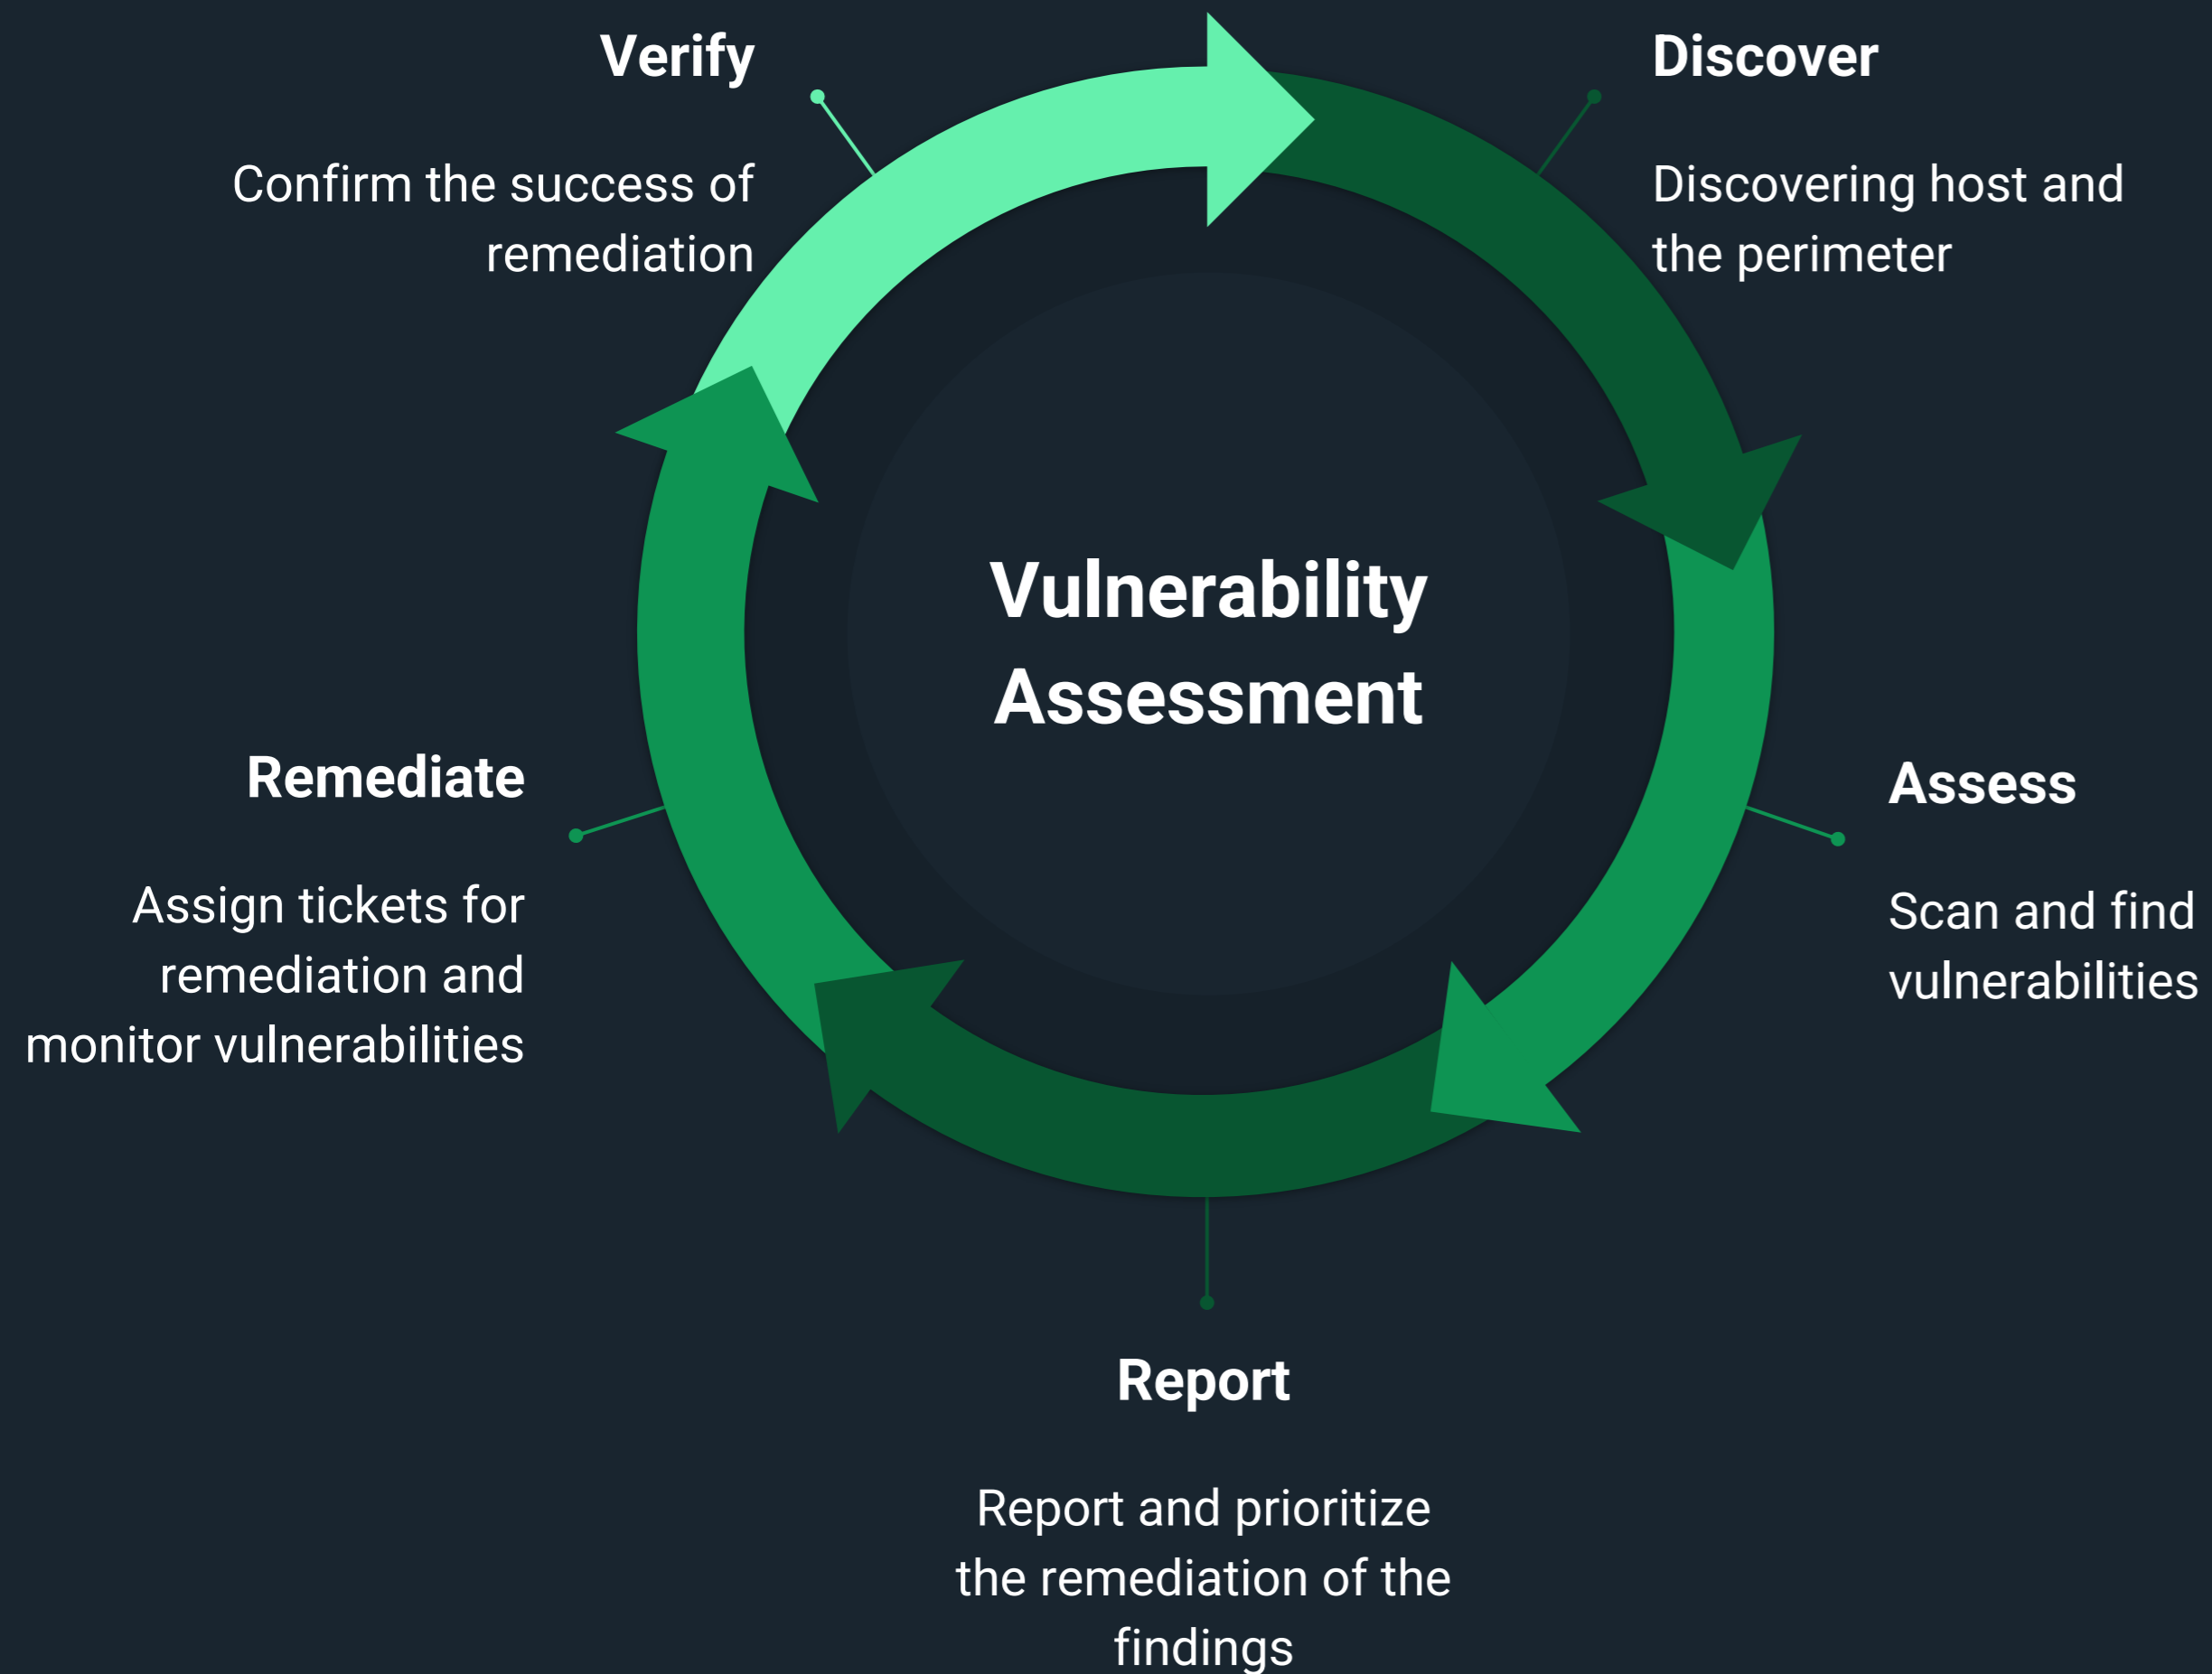 Verify
Confirm the success of
remediation
Discover
Discovering host and
the perimeter
Vulnerability
Assessment
Remediate
Assign tickets for
remediation and
monitor vulnerabilities
Assess
Scan and find
vulnerabilities
Report
Report and prioritize
the remediation of the
findings